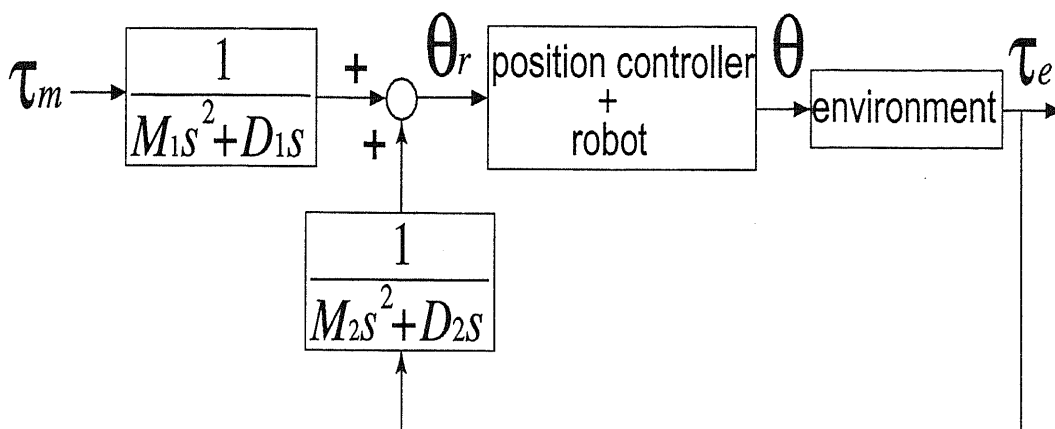 τm
1
M1s²+D1s
+
+
θr
position controller
+
robot
θ
environment
τe
1
M2s²+D2s